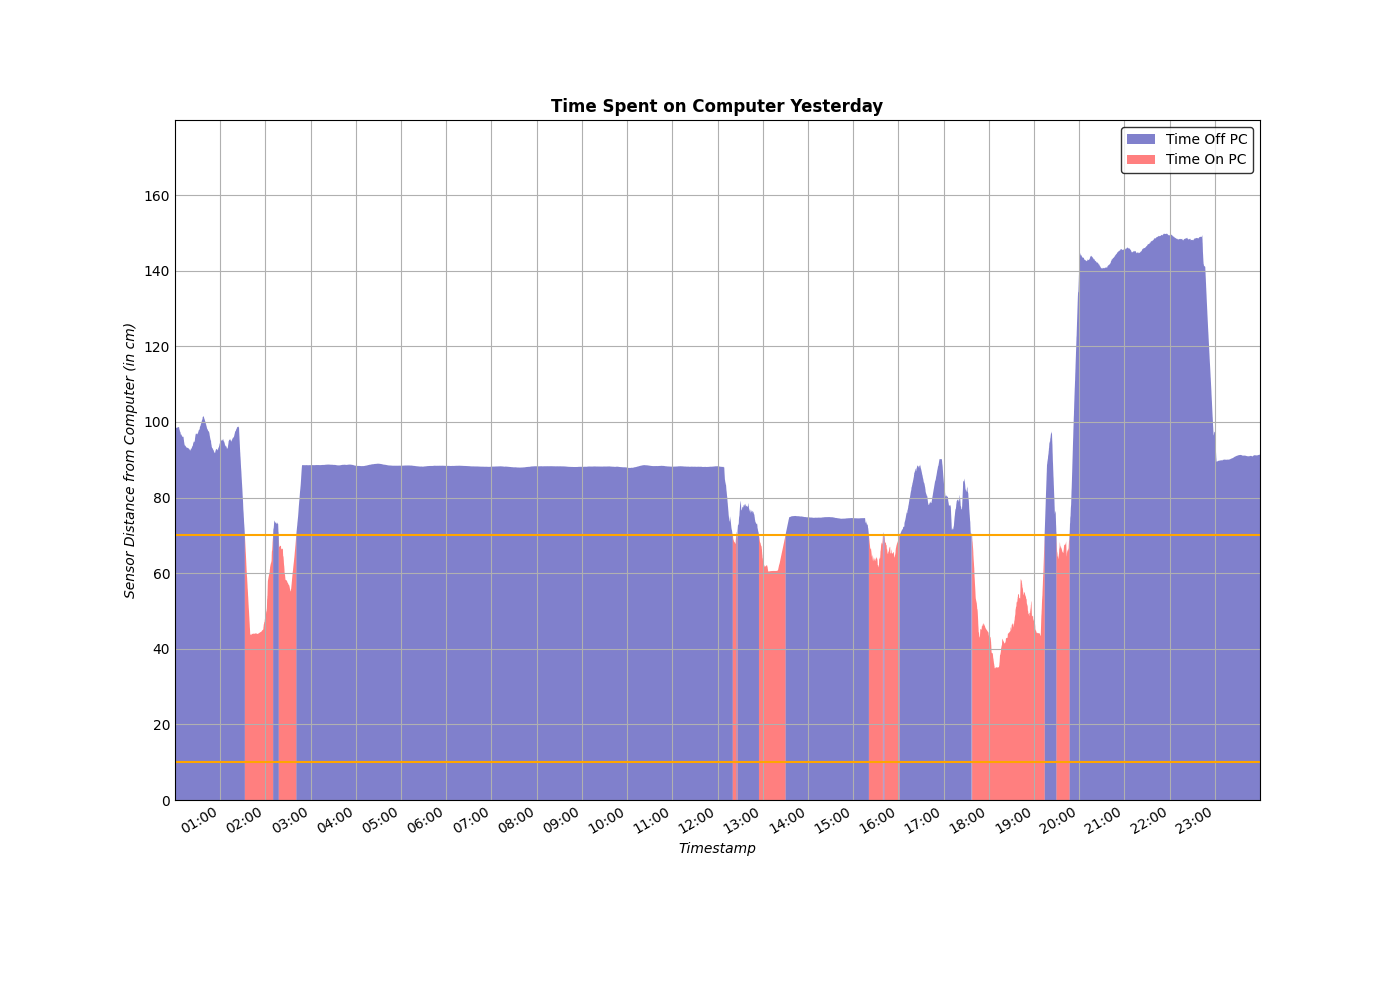 Time Spent on Computer Yesterday
Time Off PC
Time On PC
160
140
120
100
80
60
40
20
0
Sensor Distance from Computer (in cm)
01:00 02:00 03:00 04:00 05:00 06:00 07:00 08:00 09:00 10:00 11:00 12:00 13:00 14:00 15:00 16:00 17:00 18:00 19:00 20:00 21:00 22:00 23:00
Timestamp